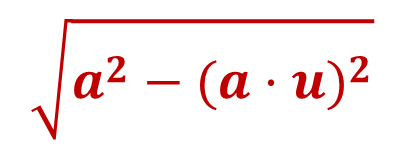 √(a² − (a · u)²)